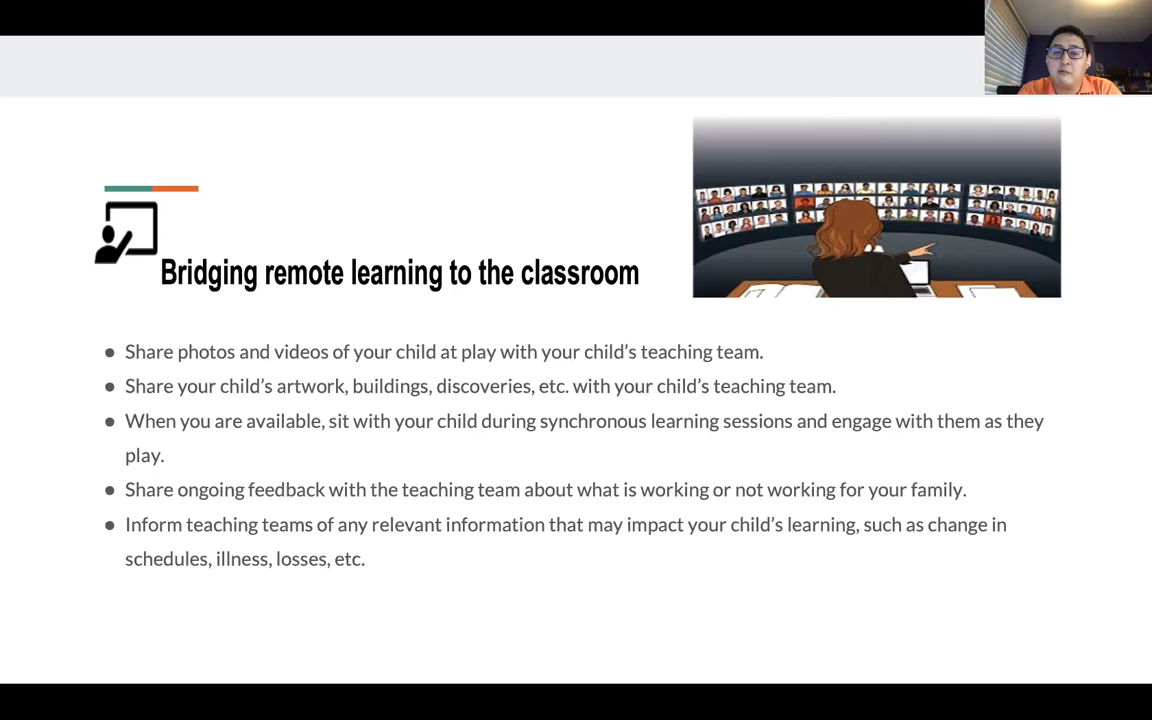 Bridging remote learning to the classroom
● Share photos and videos of your child at play with your child's teaching team.
● Share your child's artwork, buildings, discoveries, etc. with your child's teaching team.
● When you are available, sit with your child during synchronous learning sessions and engage with them as they
play.
● Share ongoing feedback with the teaching team about what is working or not working for your family.
● Inform teaching teams of any relevant information that may impact your child's learning, such as change in
schedules, illness, losses, etc.